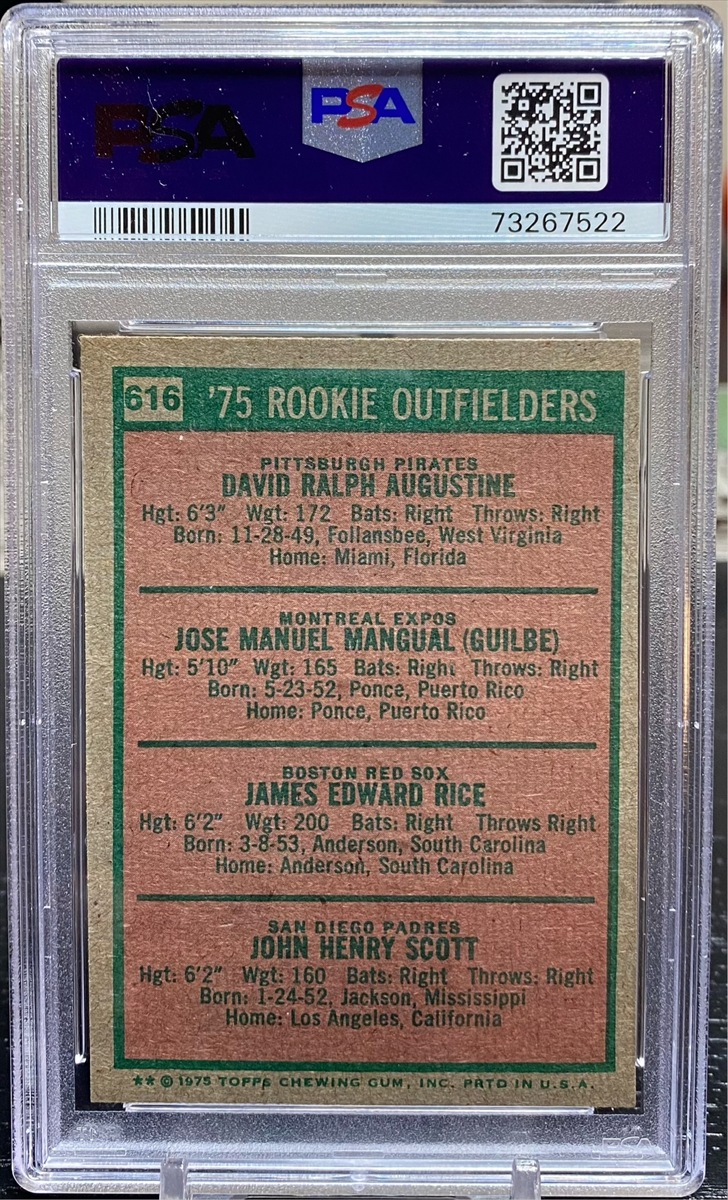 PSA
PSA
73267522
616 '75 ROOKIE OUTFIELDERS
PITTSBURGH PIRATES
DAVID RALPH AUGUSTINE
Hgt: 6'3" Wgt: 172 Bats: Right Throws: Right
Born: 11-28-49, Follansbee, West Virginia
Home: Miami, Florida
MONTREAL EXPOS
JOSE MANUEL MANGUAL (GUILBE)
Hgt: 5'10" Wgt: 165 Bats: Right Throws: Right
Born: 5-23-52, Ponce, Puerto Rico
Home: Ponce, Puerto Rico
BOSTON RED SOX
JAMES EDWARD RICE
Hgt: 6'2" Wgt: 200 Bats: Right Throws Right
Born: 3-8-53, Anderson, South Carolina
Home: Anderson, South Carolina
SAN DIEGO PADRES
JOHN HENRY SCOTT
Hgt: 6'2" Wgt: 160 Bats: Right Throws: Right
Born: 1-24-52, Jackson, Mississippi
Home: Los Angeles, California
** © 1975 TOPPS CHEWING GUM, INC. PRTD IN U.S.A.
PSA